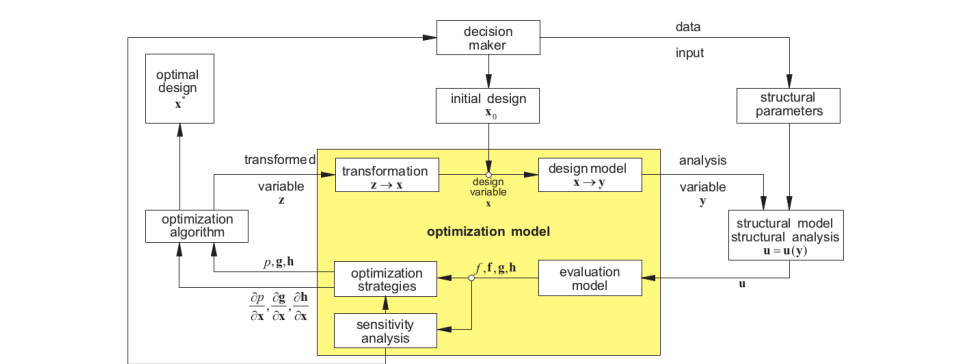 decision
maker
data
input
optimal
design
x*
initial design
x₀
structural
parameters
transformed
variable
z
transformation
z → x
design
variable
x
design model
x → y
analysis
variable
y
optimization
algorithm
optimization model
structural model
structural analysis
u = u(y)
p, g, h
optimization
strategies
f, f, g, h
evaluation
model
u
∂p/∂x, ∂g/∂x, ∂h/∂x
sensitivity
analysis